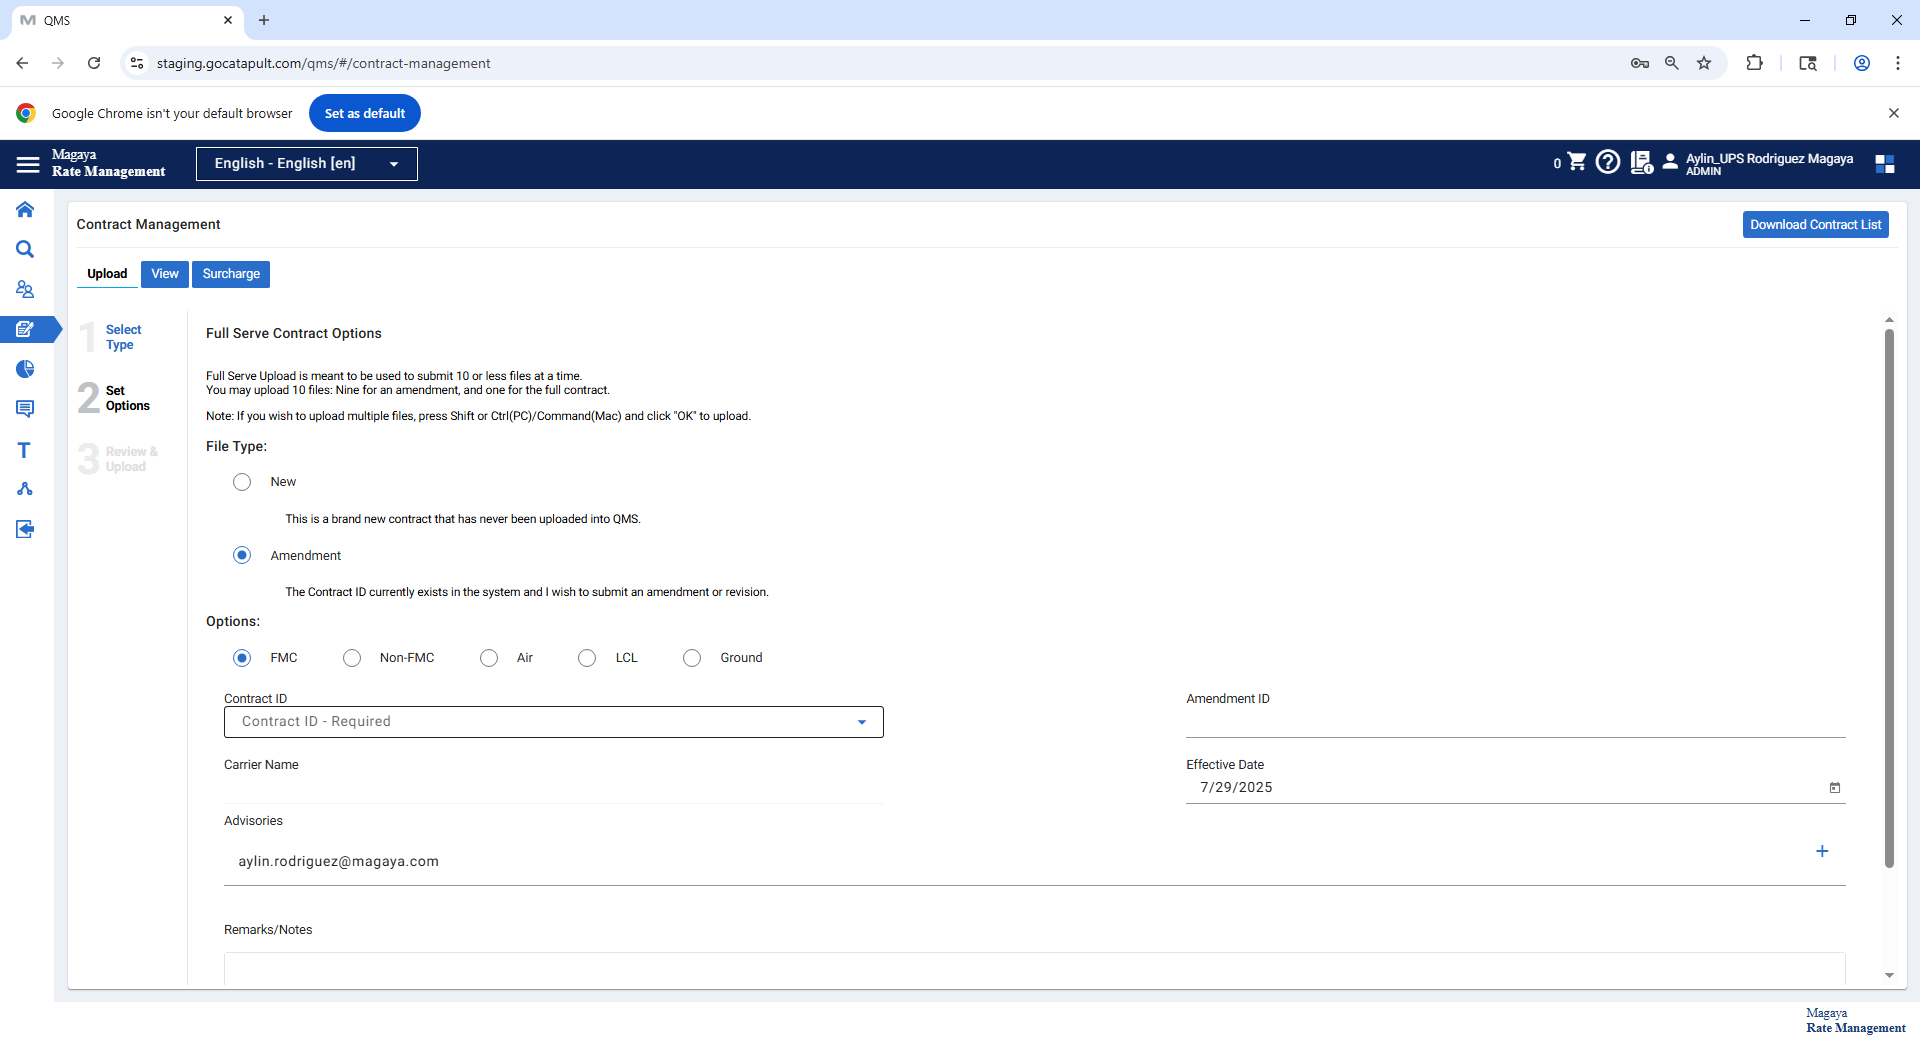 QMS
staging.gocatapult.com/qms/#/contract-management
Google Chrome isn't your default browser
Set as default
Magaya
Rate Management
English - English [en]
0
Aylin_UPS Rodriguez Magaya
ADMIN
Contract Management
Download Contract List
Upload
View
Surcharge
1
Select
Type
2
Set
Options
3
Review &
Upload
Full Serve Contract Options
Full Serve Upload is meant to be used to submit 10 or less files at a time.
You may upload 10 files: Nine for an amendment, and one for the full contract.
Note: If you wish to upload multiple files, press Shift or Ctrl(PC)/Command(Mac) and click "OK" to upload.
File Type:
New
This is a brand new contract that has never been uploaded into QMS.
Amendment
The Contract ID currently exists in the system and I wish to submit an amendment or revision.
Options:
FMC
Non-FMC
Air
LCL
Ground
Contract ID
Contract ID - Required
Amendment ID
Carrier Name
Effective Date
7/29/2025
Advisories
aylin.rodriguez@magaya.com
Remarks/Notes
Magaya
Rate Management